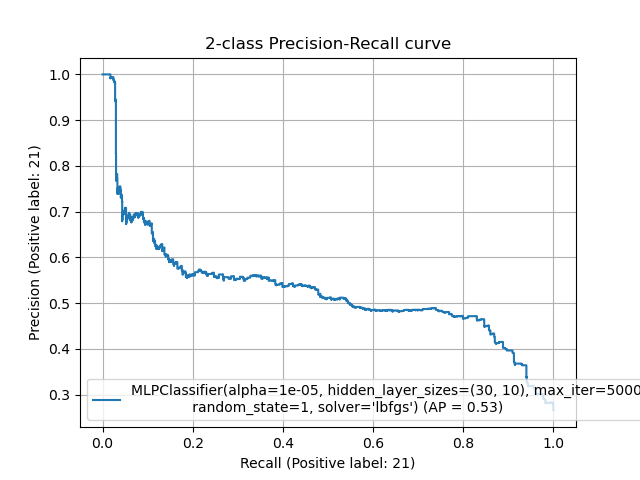 2-class Precision-Recall curve
1.0
0.9
0.8
0.7
0.6
0.5
0.4
0.3
Precision (Positive label: 21)
MLPClassifier(alpha=1e-05, hidden_layer_sizes=(30, 10), max_iter=5000
random_state=1, solver='lbfgs') (AP = 0.53)
0.0 0.2 0.4 0.6 0.8 1.0
Recall (Positive label: 21)